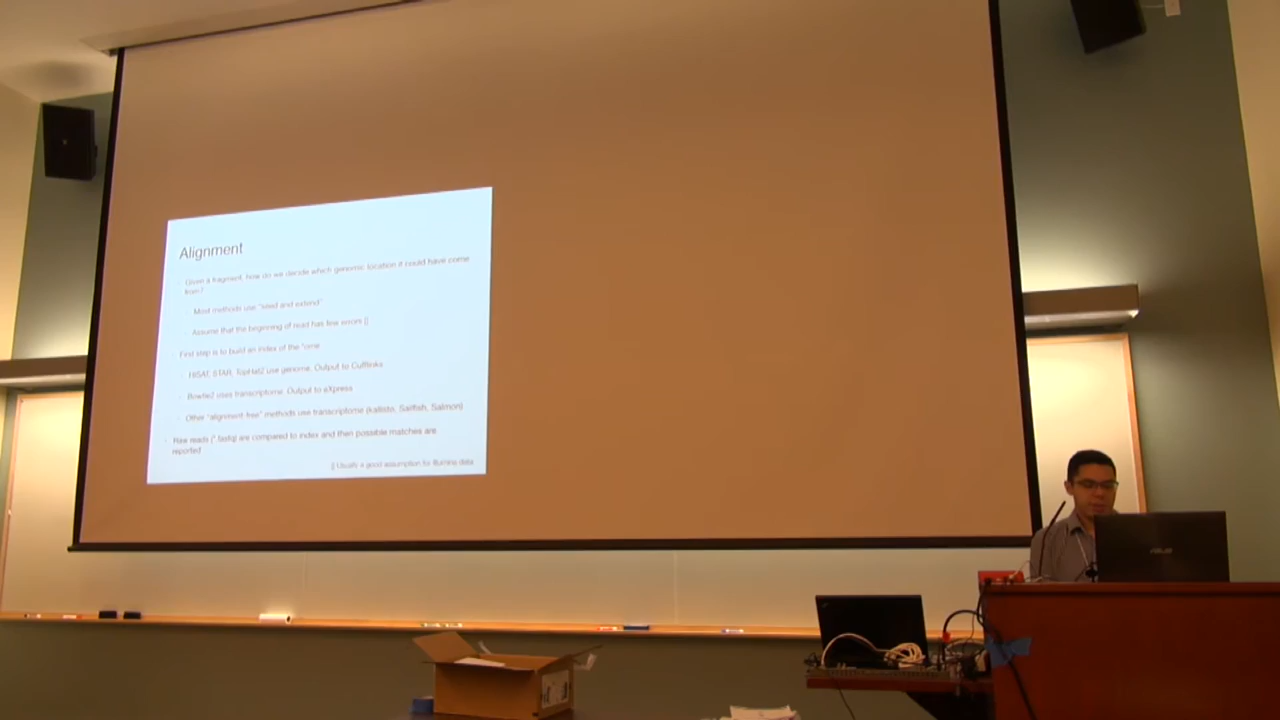 Alignment
Given a fragment, how do we decide which genomic location it could have come
from?
Most methods use "seed and extend"
Assume that the beginning of read has few errors []
First step is to build an index of the *ome
HISAT, STAR, TopHat2 use genome. Output to Cufflinks
Bowtie2 uses transcriptome. Output to eXpress
Other "alignment-free" methods use transcriptome (kallisto, Sailfish, Salmon)
Raw reads (*.fastq) are compared to index and then possible matches are
reported
[] Usually a good assumption for Illumina data
ASUS